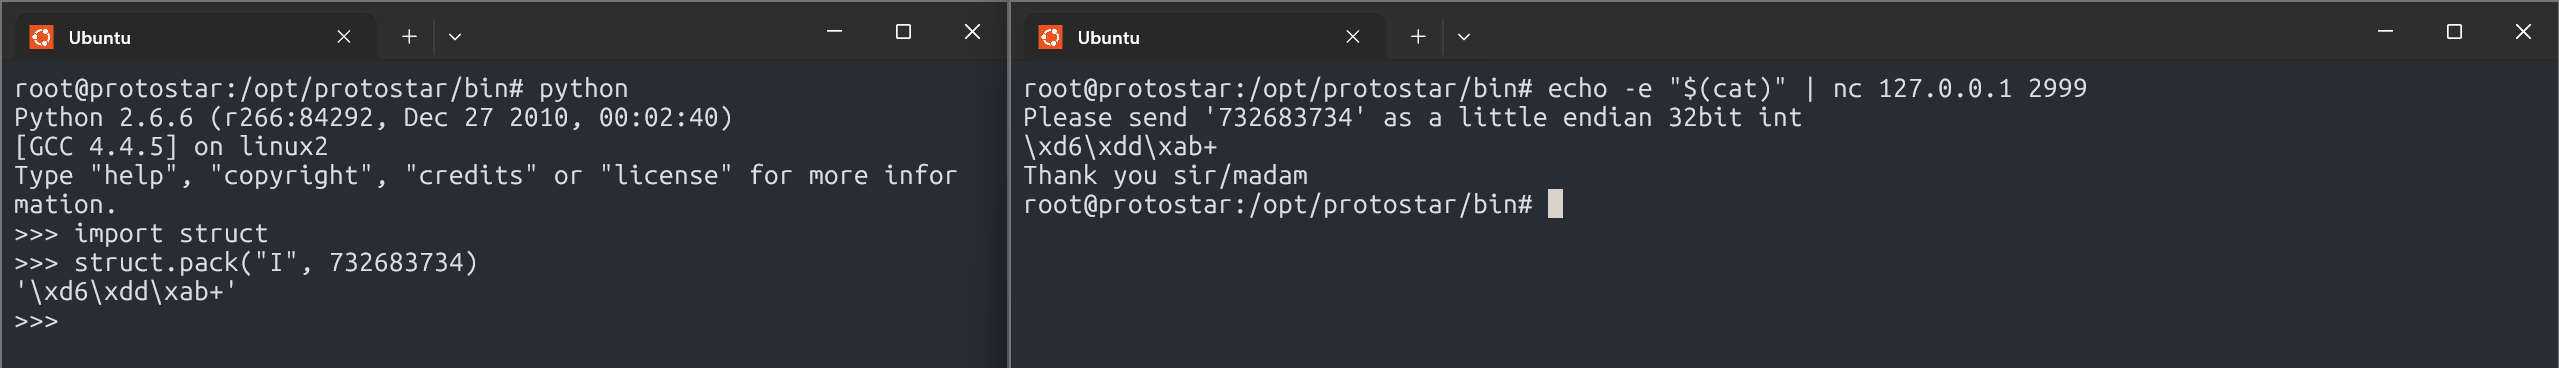 Ubuntu
root@protostar:/opt/protostar/bin# python
Python 2.6.6 (r266:84292, Dec 27 2010, 00:02:40)
[GCC 4.4.5] on linux2
Type "help", "copyright", "credits" or "license" for more infor
mation.
>>> import struct
>>> struct.pack("I", 732683734)
'\xd6\xdd\xab+'
>>>
Ubuntu
root@protostar:/opt/protostar/bin# echo -e "$(cat)" | nc 127.0.0.1 2999
Please send '732683734' as a little endian 32bit int
\xd6\xdd\xab+
Thank you sir/madam
root@protostar:/opt/protostar/bin#